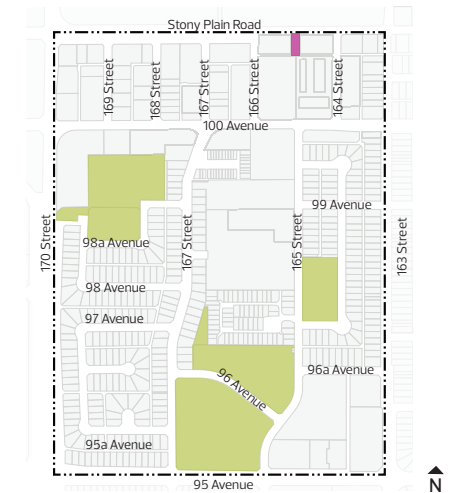 Stony Plain Road
169 Street
168 Street
167 Street
166 Street
164 Street
100 Avenue
99 Avenue
170 Street
98a Avenue
167 Street
165 Street
163 Street
98 Avenue
97 Avenue
96 Avenue
96a Avenue
95a Avenue
95 Avenue
N